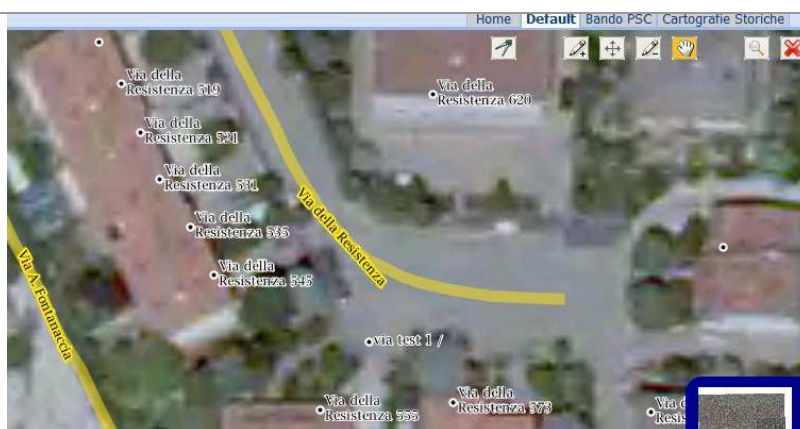 Home Default Bando PSC Cartografie Storiche
Via della
Resistenza 519
Via della
Resistenza 620
Via della
Resistenza 521
Via della
Resistenza 531
Via della Resistenza
Via della
Resistenza 535
Via A. Fontanaccia
Via della
Resistenza 545
via test 1 /
Via della
Resistenza 555
Via della
Resistenza 573
Via